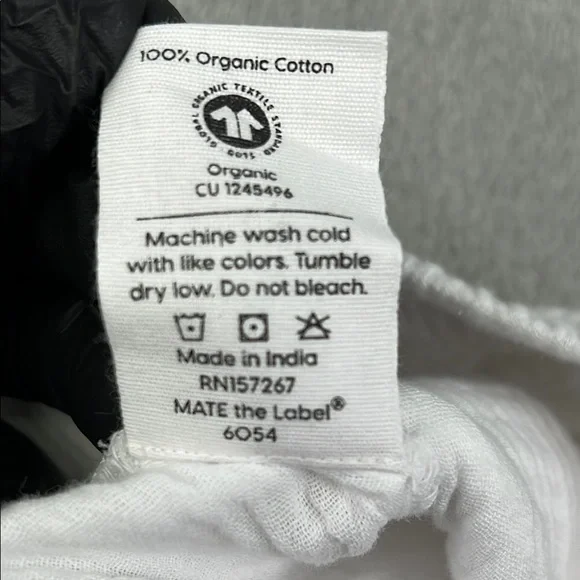 100% Organic Cotton
GLOBAL ORGANIC TEXTILE STANDARD
GOTS
Organic
CU 1245496
Machine wash cold
with like colors. Tumble
dry low. Do not bleach.
Made in India
RN157267
MATE the Label®
6054